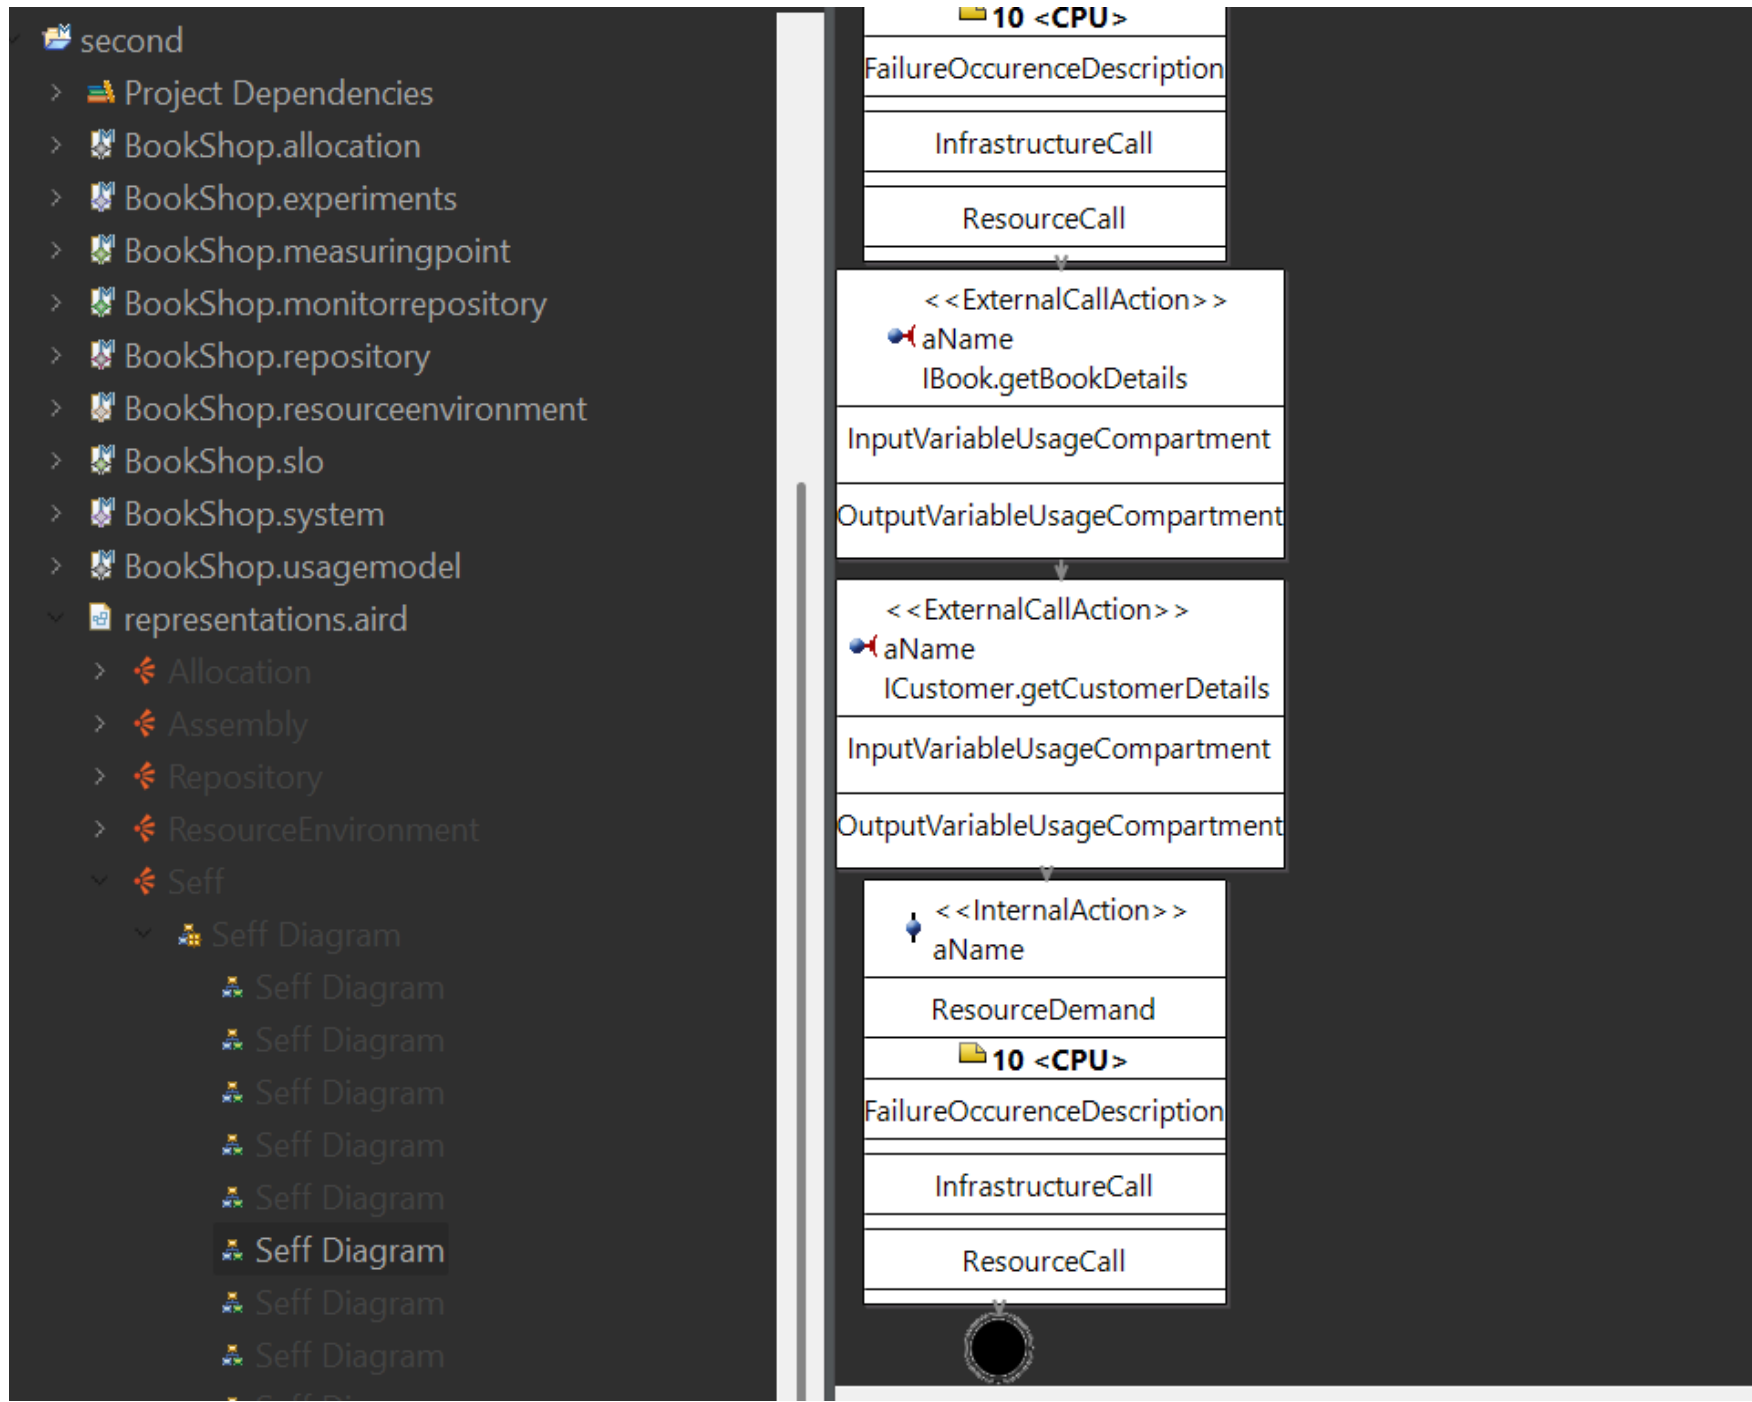 second
Project Dependencies
BookShop.allocation
BookShop.experiments
BookShop.measuringpoint
BookShop.monitorrepository
BookShop.repository
BookShop.resourceenvironment
BookShop.slo
BookShop.system
BookShop.usagemodel
representations.aird
Allocation
Assembly
Repository
ResourceEnvironment
Seff
Seff Diagram
Seff Diagram
Seff Diagram
Seff Diagram
Seff Diagram
Seff Diagram
Seff Diagram
Seff Diagram
Seff Diagram
10 <CPU>
FailureOccurenceDescription
InfrastructureCall
ResourceCall
<<ExternalCallAction>>
aName
IBook.getBookDetails
InputVariableUsageCompartment
OutputVariableUsageCompartment
<<ExternalCallAction>>
aName
ICustomer.getCustomerDetails
InputVariableUsageCompartment
OutputVariableUsageCompartment
<<InternalAction>>
aName
ResourceDemand
10 <CPU>
FailureOccurenceDescription
InfrastructureCall
ResourceCall